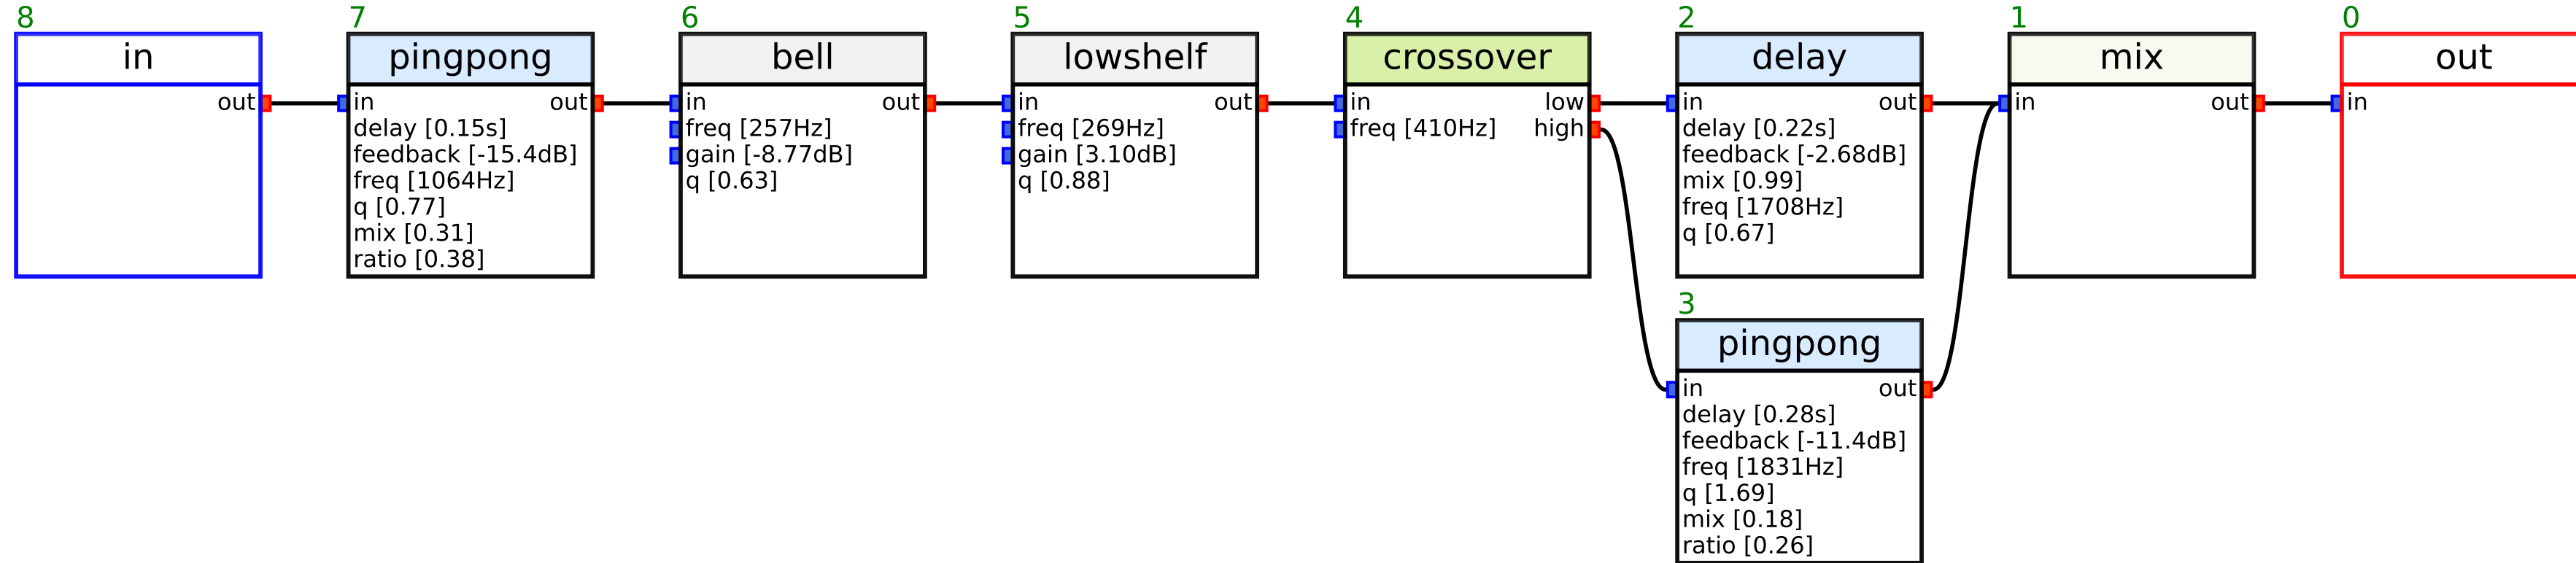 8
in
out
7
pingpong
in out
delay [0.15s]
feedback [-15.4dB]
freq [1064Hz]
q [0.77]
mix [0.31]
ratio [0.38]
6
bell
in out
freq [257Hz]
gain [-8.77dB]
q [0.63]
5
lowshelf
in out
freq [269Hz]
gain [3.10dB]
q [0.88]
4
crossover
in low
freq [410Hz] high
2
delay
in out
delay [0.22s]
feedback [-2.68dB]
mix [0.99]
freq [1708Hz]
q [0.67]
3
pingpong
in out
delay [0.28s]
feedback [-11.4dB]
freq [1831Hz]
q [1.69]
mix [0.18]
ratio [0.26]
1
mix
in out
0
out
in